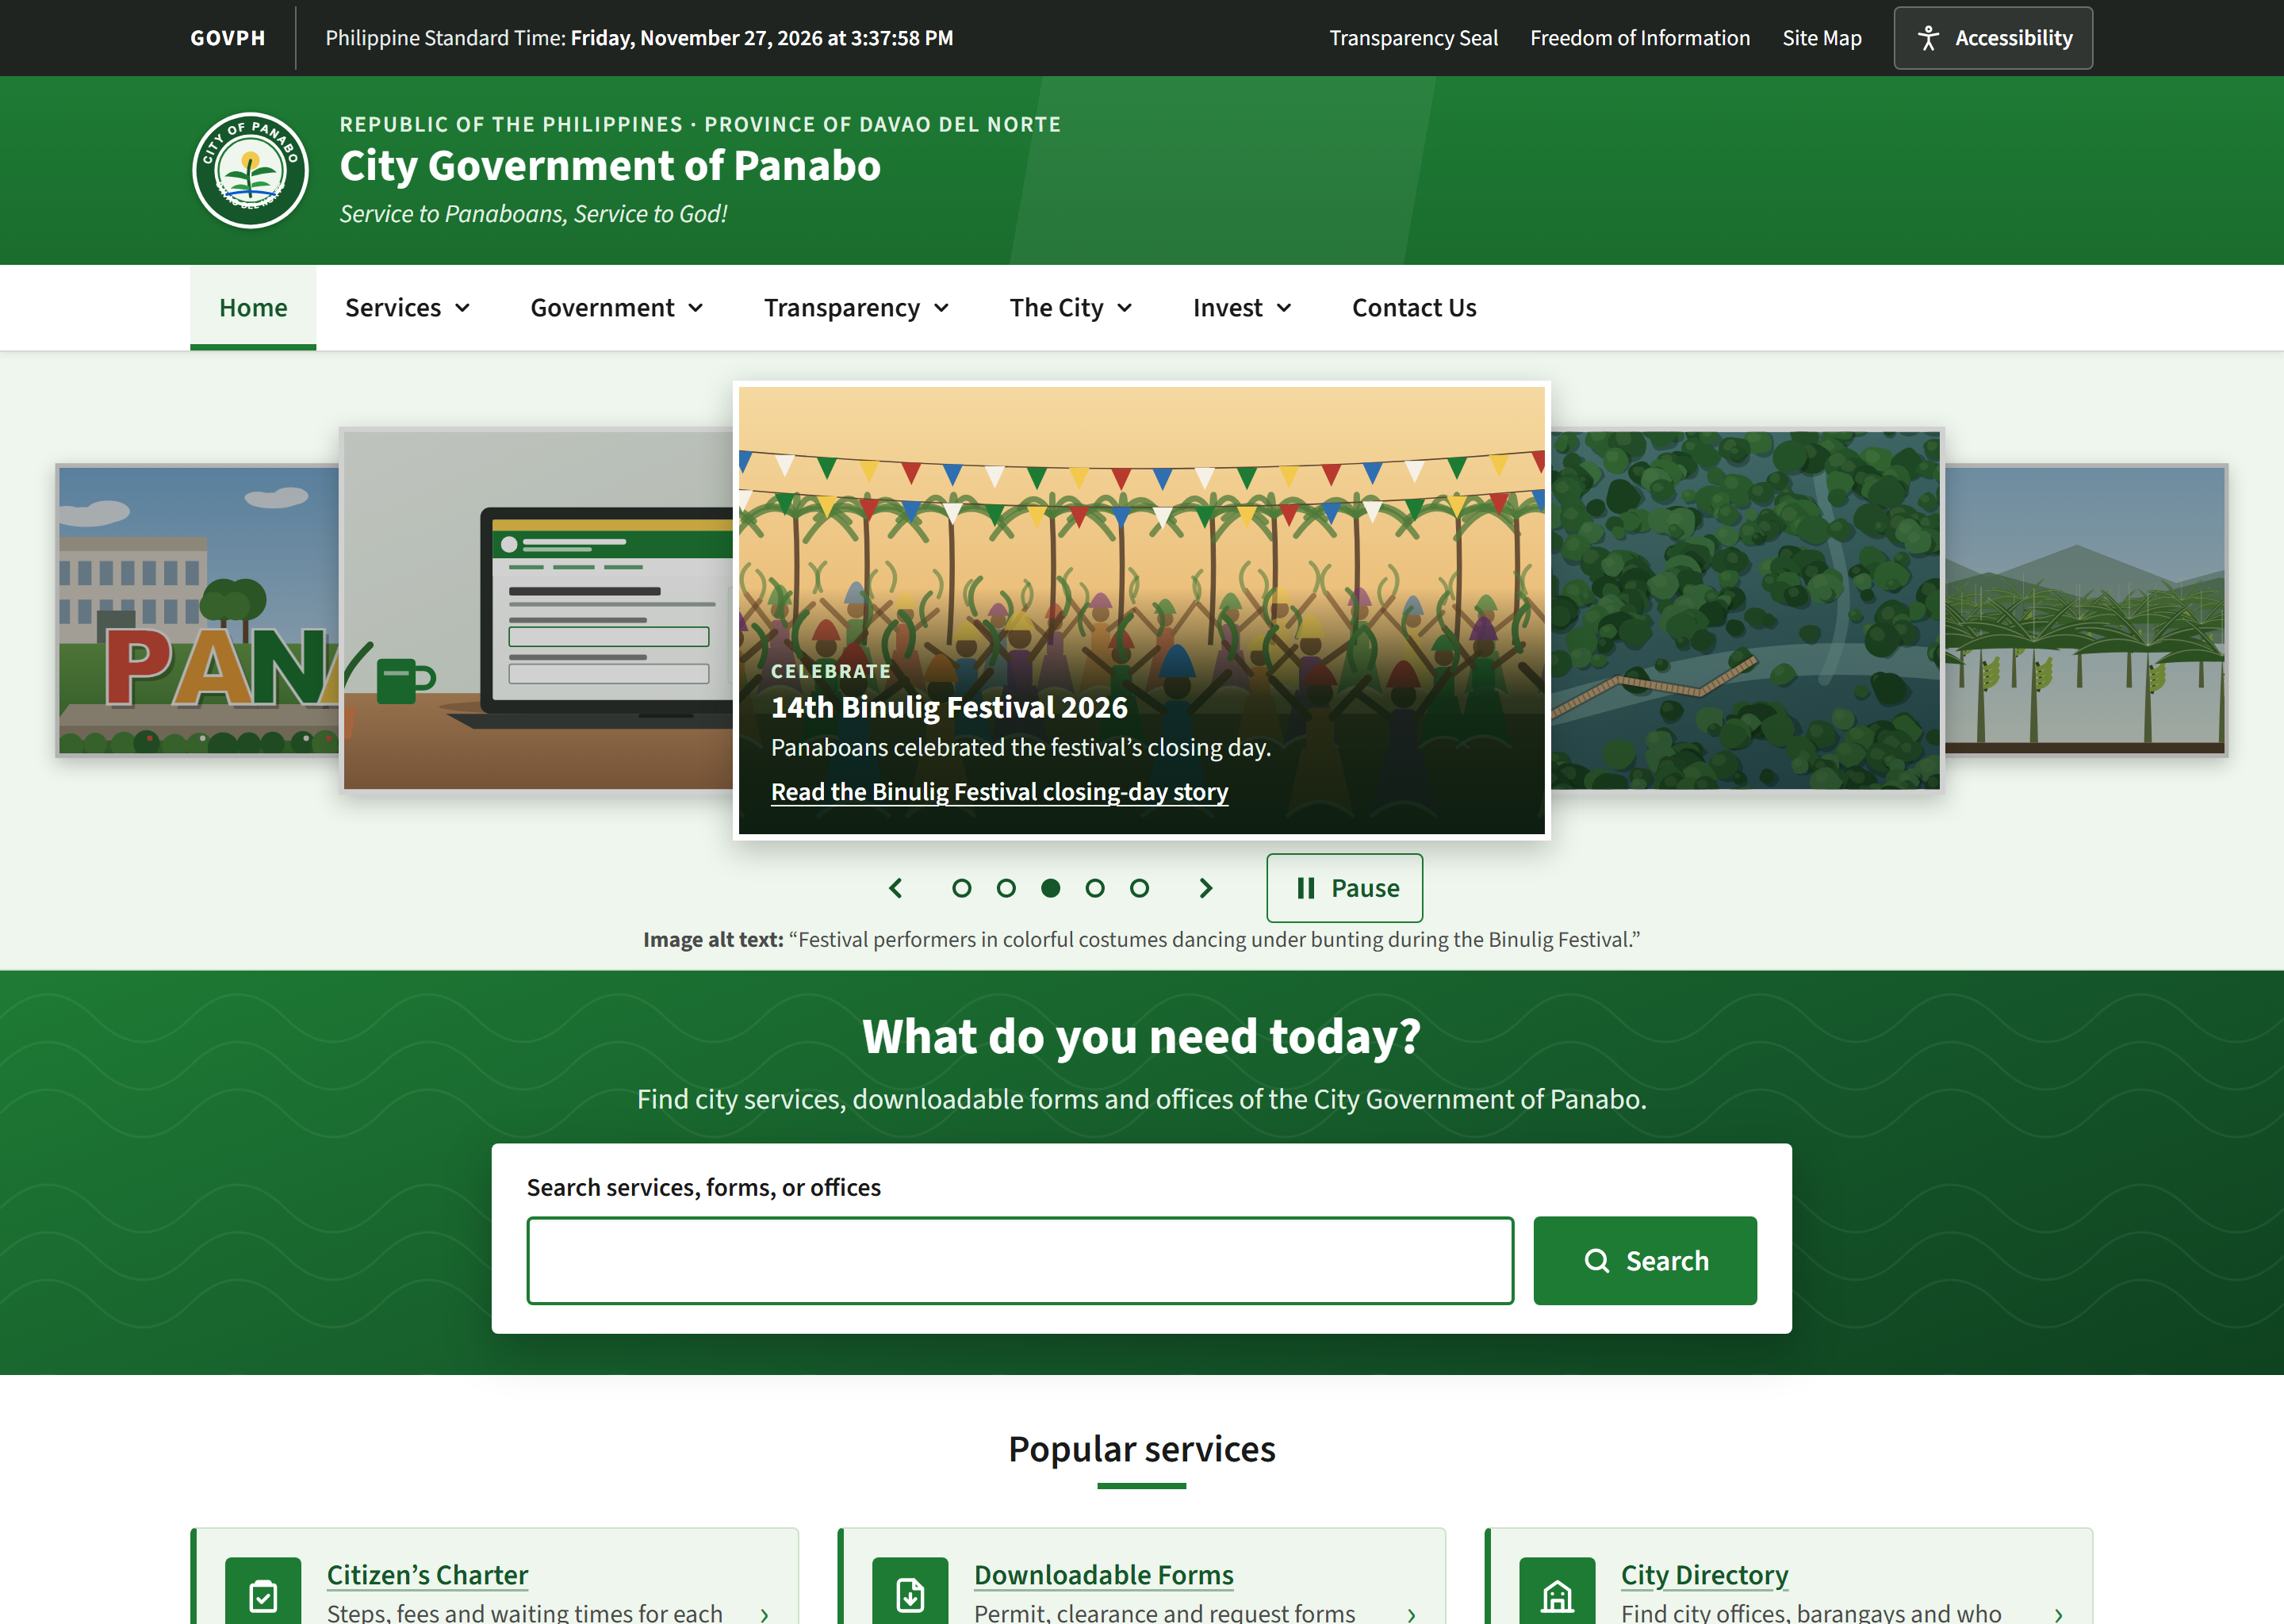 GOVPH
Philippine Standard Time: Friday, November 27, 2026 at 3:37:58 PM
Transparency Seal
Freedom of Information
Site Map
Accessibility
CITY OF PANABO
REPUBLIC OF THE PHILIPPINES · PROVINCE OF DAVAO DEL NORTE
City Government of Panabo
Service to Panaboans, Service to God!
Home
Services
Government
Transparency
The City
Invest
Contact Us
CELEBRATE
14th Binulig Festival 2026
Panaboans celebrated the festival’s closing day.
Read the Binulig Festival closing-day story
Pause
Image alt text: “Festival performers in colorful costumes dancing under bunting during the Binulig Festival.”
What do you need today?
Find city services, downloadable forms and offices of the City Government of Panabo.
Search services, forms, or offices
Search
Popular services
Citizen’s Charter
Steps, fees and waiting times for each
Downloadable Forms
Permit, clearance and request forms
City Directory
Find city offices, barangays and who